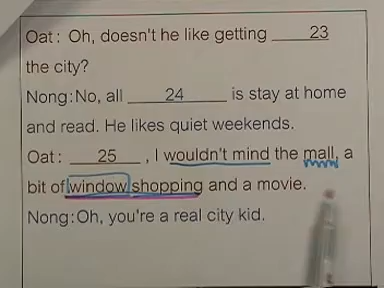 Oat: Oh, doesn't he like getting 23
the city?
Nong: No, all 24 is stay at home
and read. He likes quiet weekends.
Oat: 25 , I wouldn't mind the mall, a
bit of window shopping and a movie.
Nong: Oh, you're a real city kid.